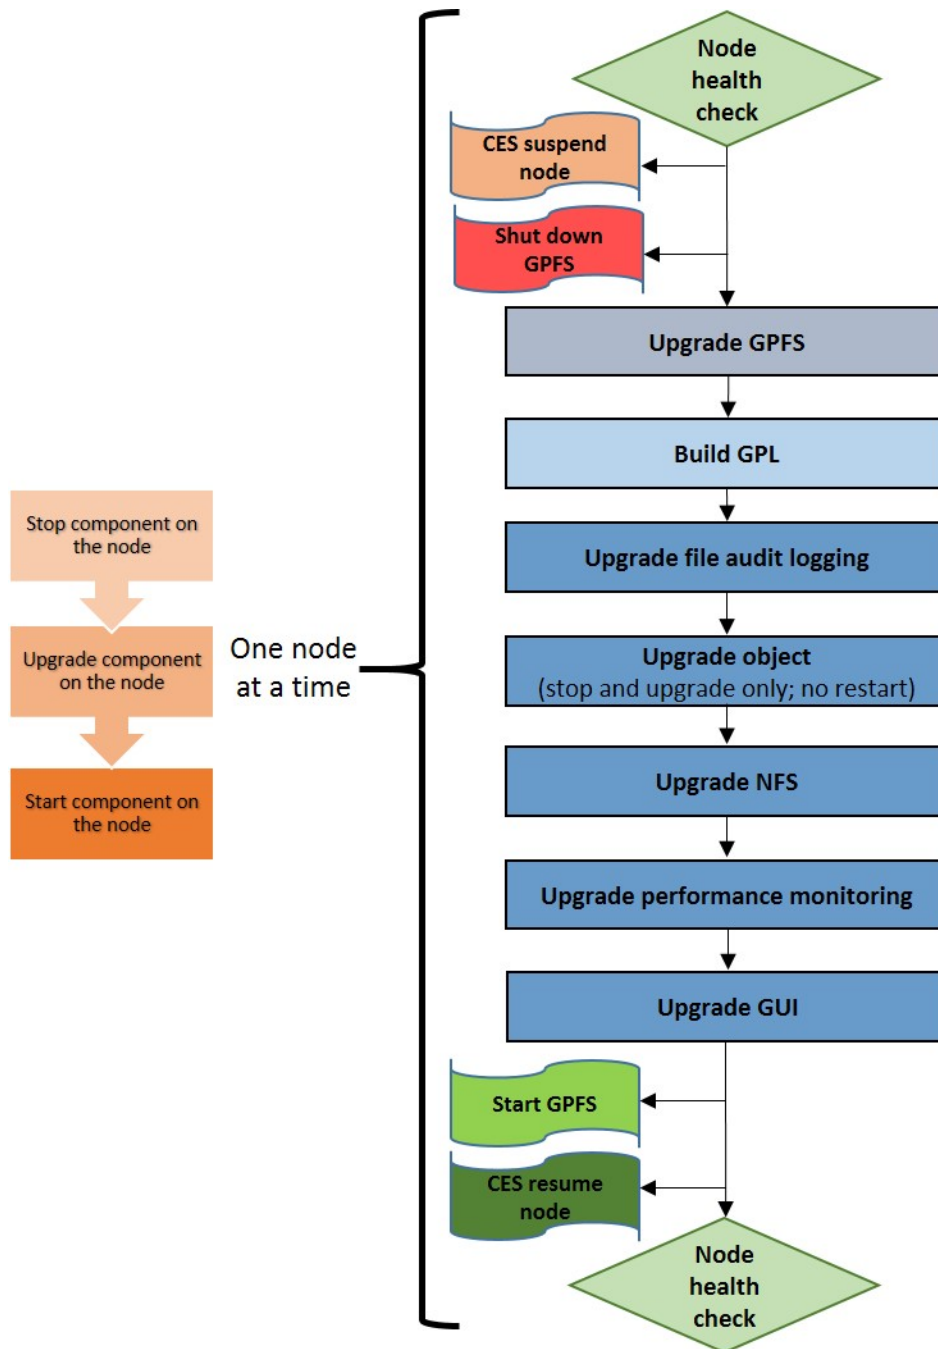 Stop component on
the node
Upgrade component
on the node
Start component on
the node
One node
at a time
Node
health
check
CES suspend
node
Shut down
GPFS
Upgrade GPFS
Build GPL
Upgrade file audit logging
Upgrade object
(stop and upgrade only; no restart)
Upgrade NFS
Upgrade performance monitoring
Upgrade GUI
Start GPFS
CES resume
node
Node
health
check